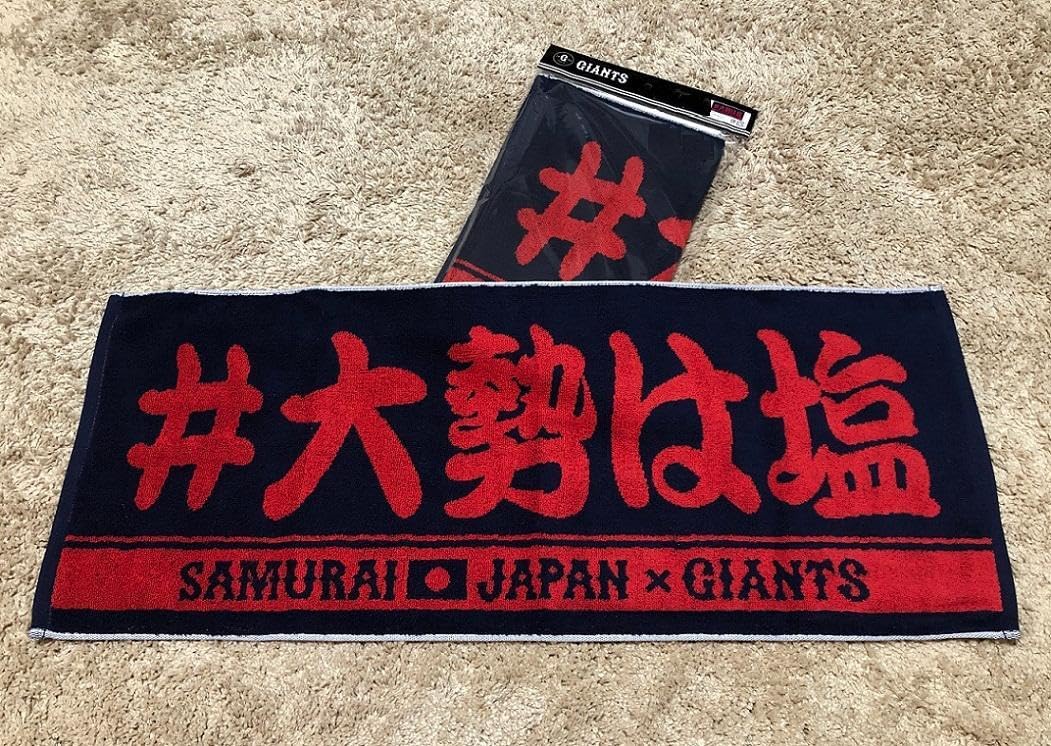 GIANTS
#
#大勢は塩
SAMURAI JAPAN × GIANTS